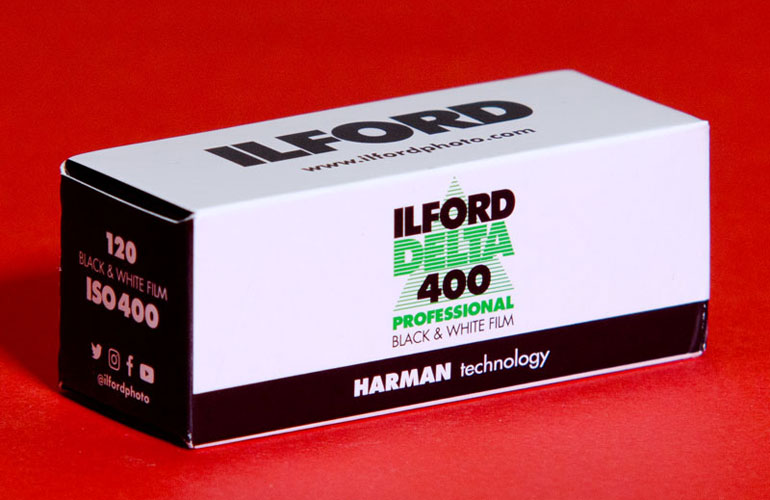 ILFORD
www.ilfordphoto.com
ILFORD
DELTA
400
PROFESSIONAL
BLACK & WHITE FILM
HARMAN technology
120
BLACK & WHITE FILM
ISO400
@ilfordphoto